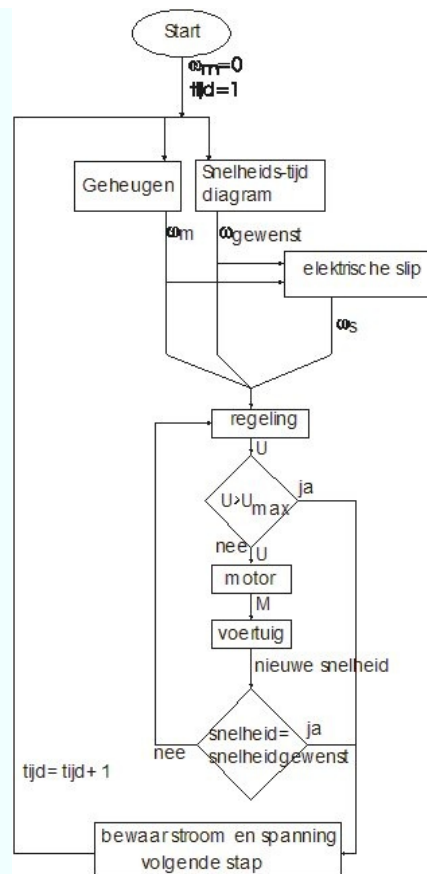 Start
ωm=0
tijd=1
Geheugen
Snelheids-tijd
diagram
ωm
ωgewenst
elektrische slip
ωs
regeling
U
U>Umax
ja
nee
U
motor
M
voertuig
nieuwe snelheid
snelheid=
snelheidgewenst
ja
nee
tijd= tijd+ 1
bewaar stroom en spanning
volgende stap